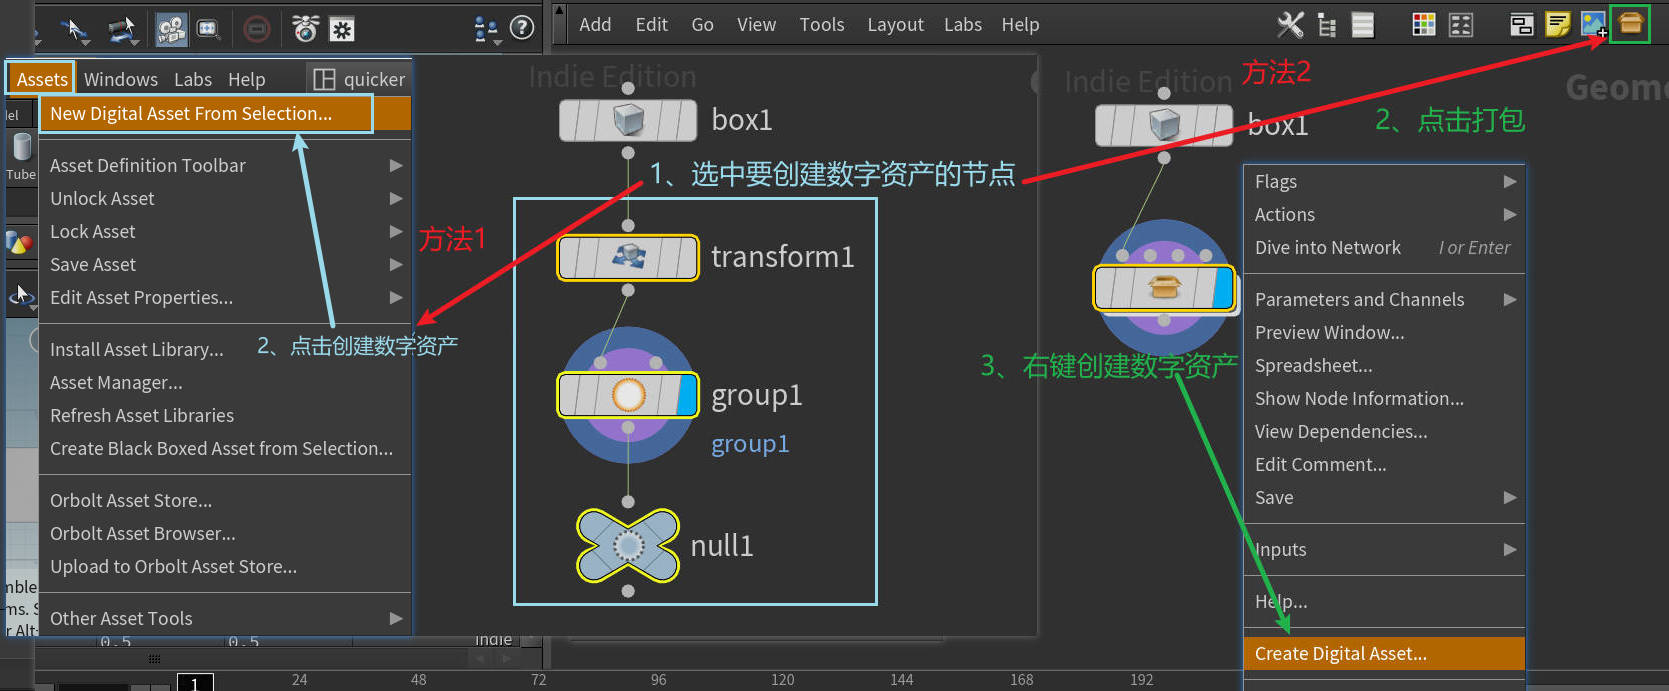 Add Edit Go View Tools Layout Labs Help
Assets Windows Labs Help quicker
New Digital Asset From Selection...
Asset Definition Toolbar
Unlock Asset
Lock Asset
Save Asset
Edit Asset Properties...
Install Asset Library...
Asset Manager...
Refresh Asset Libraries
Create Black Boxed Asset from Selection...
Orbolt Asset Store...
Orbolt Asset Browser...
Upload to Orbolt Asset Store...
Other Asset Tools
Tube
方法1
2、点击创建数字资产
Indie Edition
box1
1、选中要创建数字资产的节点
transform1
group1
group1
null1
Indie Edition
方法2
box1
2、点击打包
3、右键创建数字资产
Flags
Actions
Dive into Network I or Enter
Parameters and Channels
Preview Window...
Spreadsheet...
Show Node Information...
View Dependencies...
Edit Comment...
Save
Inputs
Help...
Create Digital Asset...
Indie
1 24 48 72 96 120 144 168 192